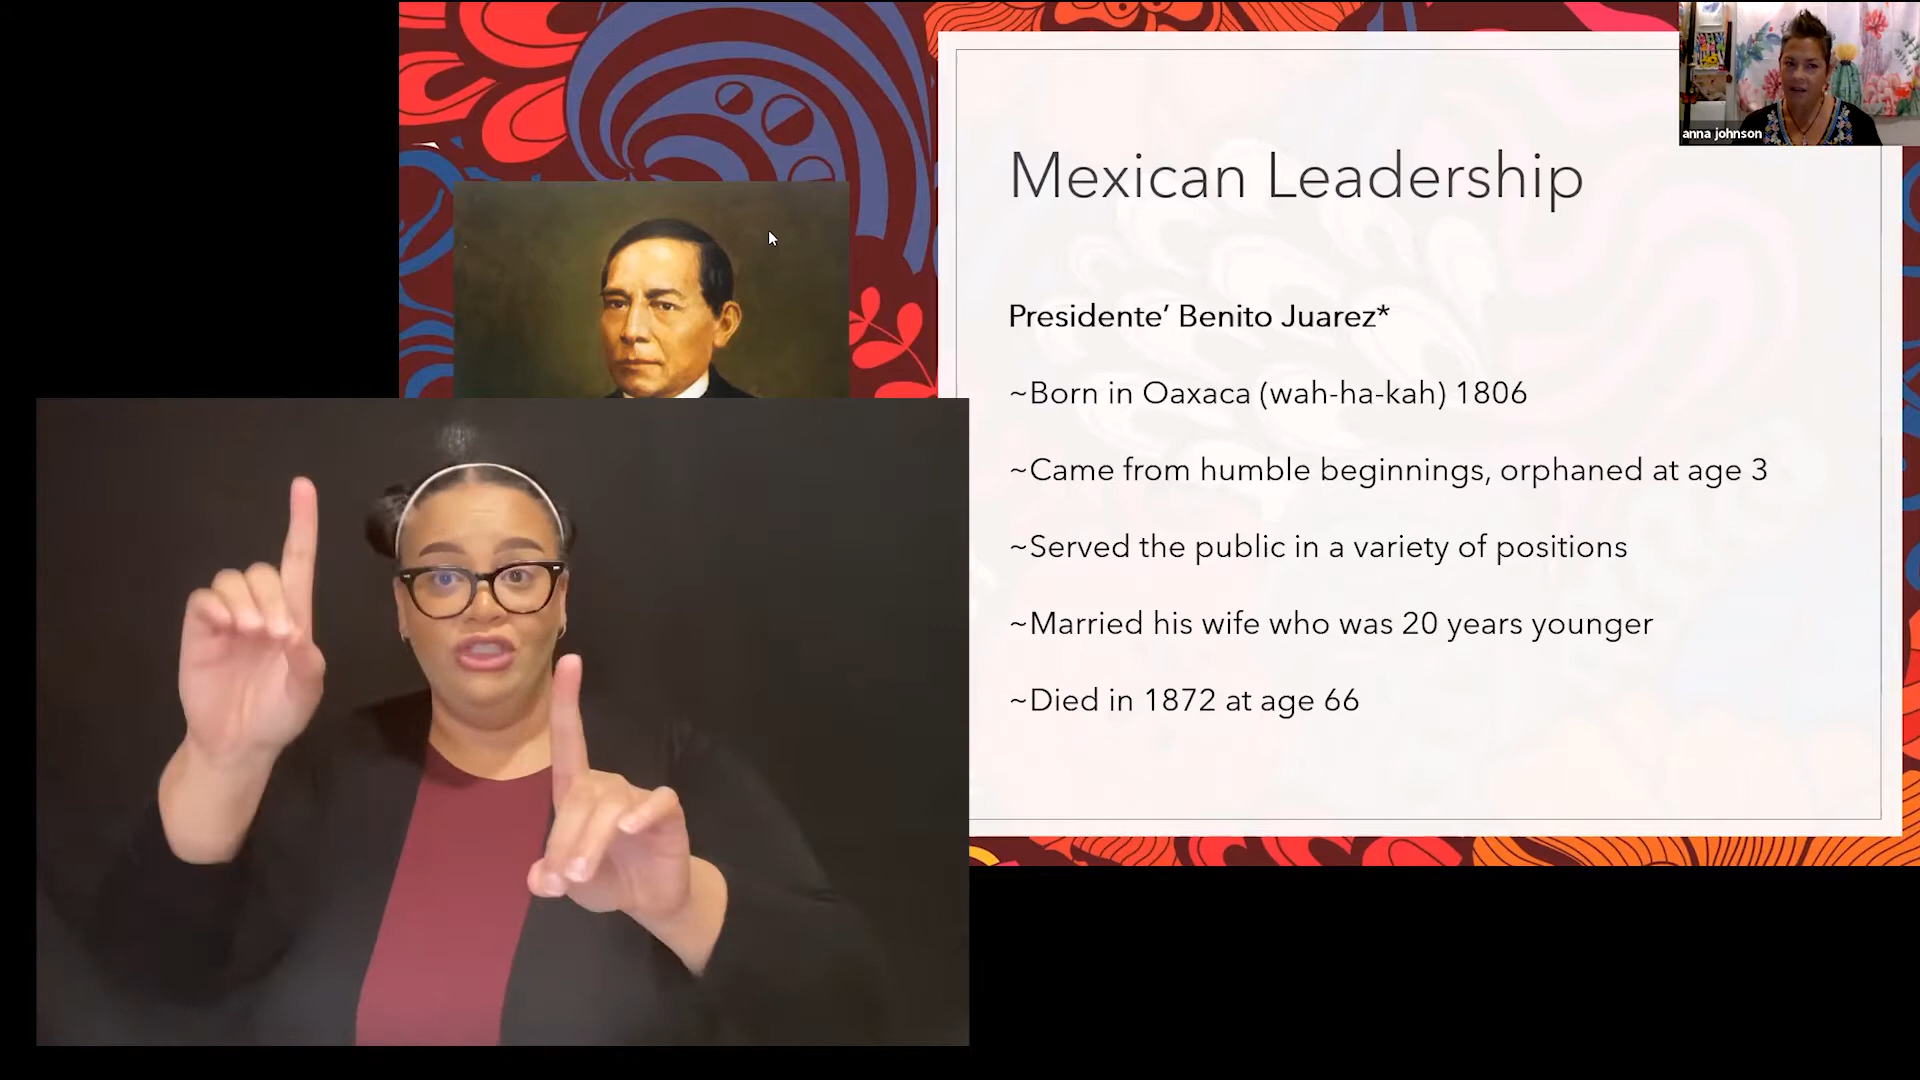 anna johnson
Mexican Leadership
Presidente’ Benito Juarez*
~Born in Oaxaca (wah-ha-kah) 1806
~Came from humble beginnings, orphaned at age 3
~Served the public in a variety of positions
~Married his wife who was 20 years younger
~Died in 1872 at age 66